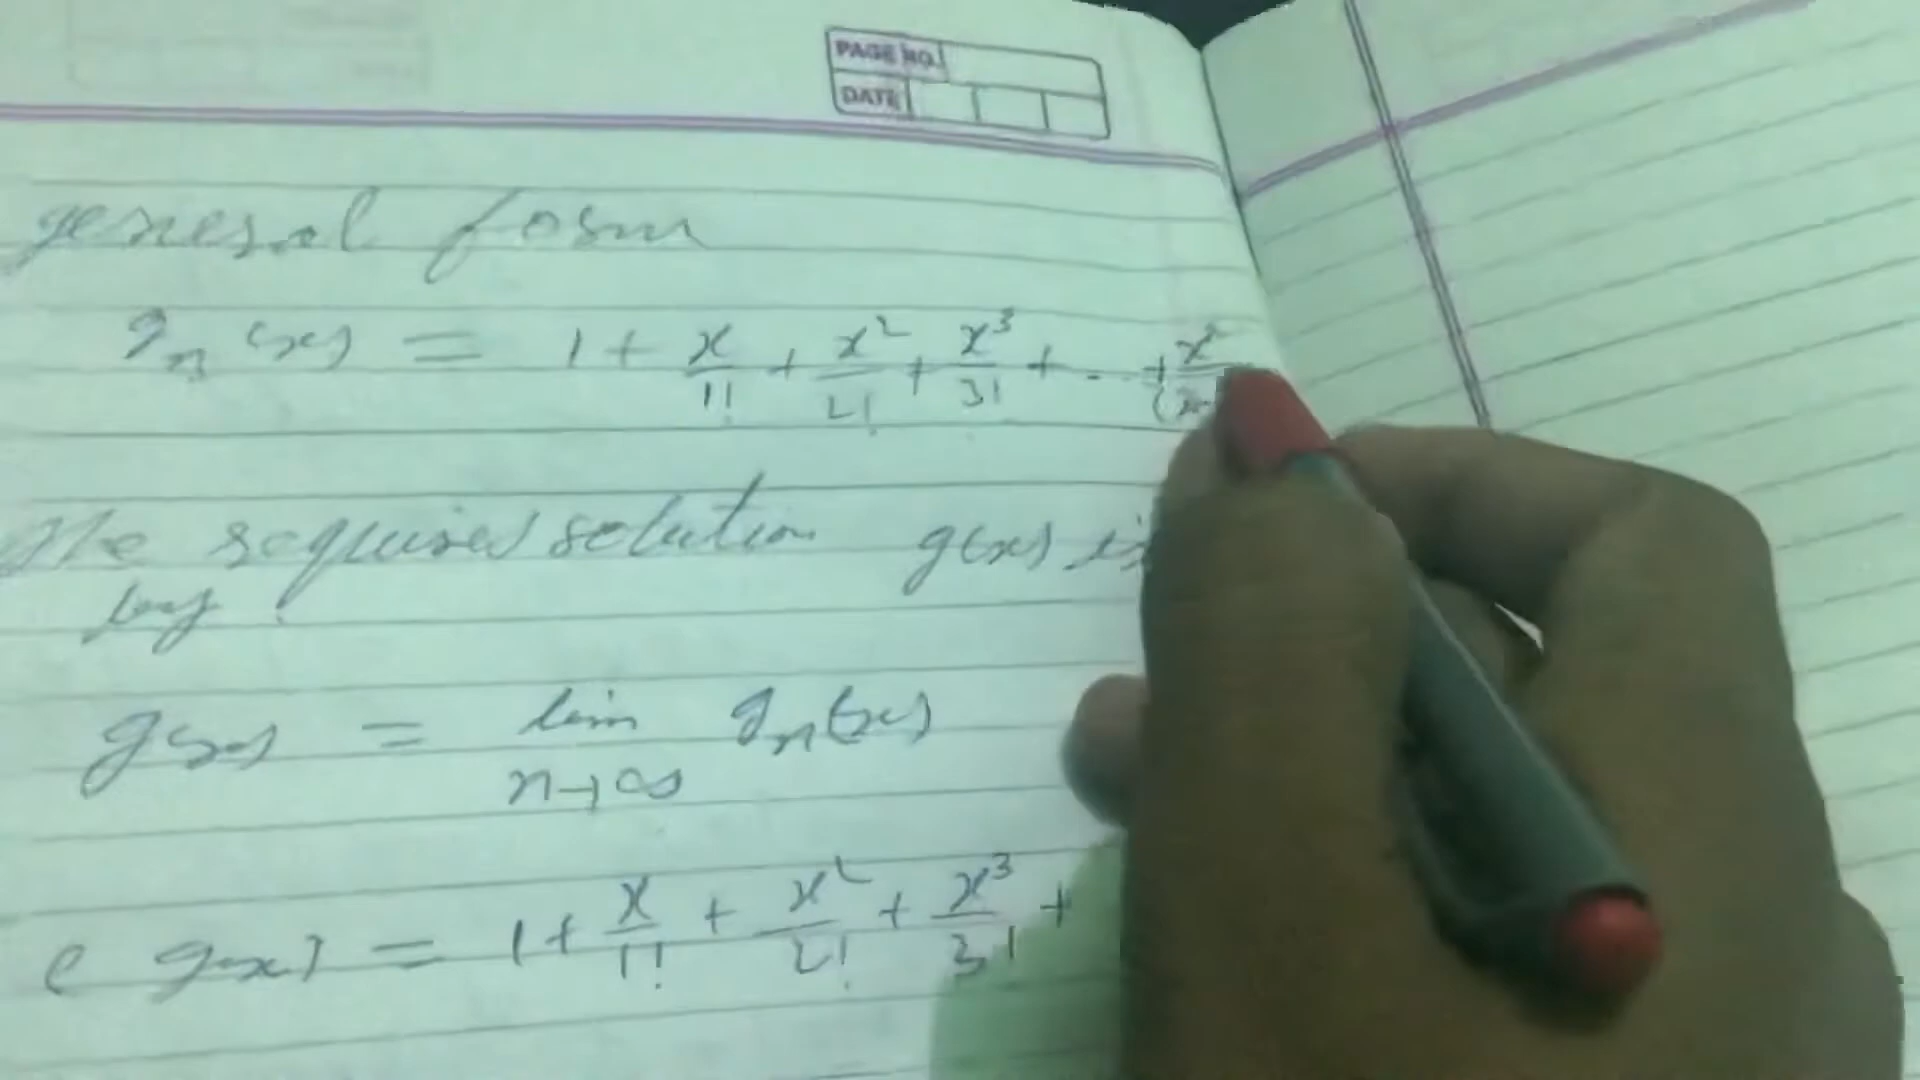 PAGE NO.
DATE
general form
gn(x) = 1 + x/1! + x²/2! + x³/3! + - - + x
The required solution g(x) is
by
g(x) = lim gn(x)
n→∞
g(x) = 1 + x/1! + x²/2! + x³/3! +